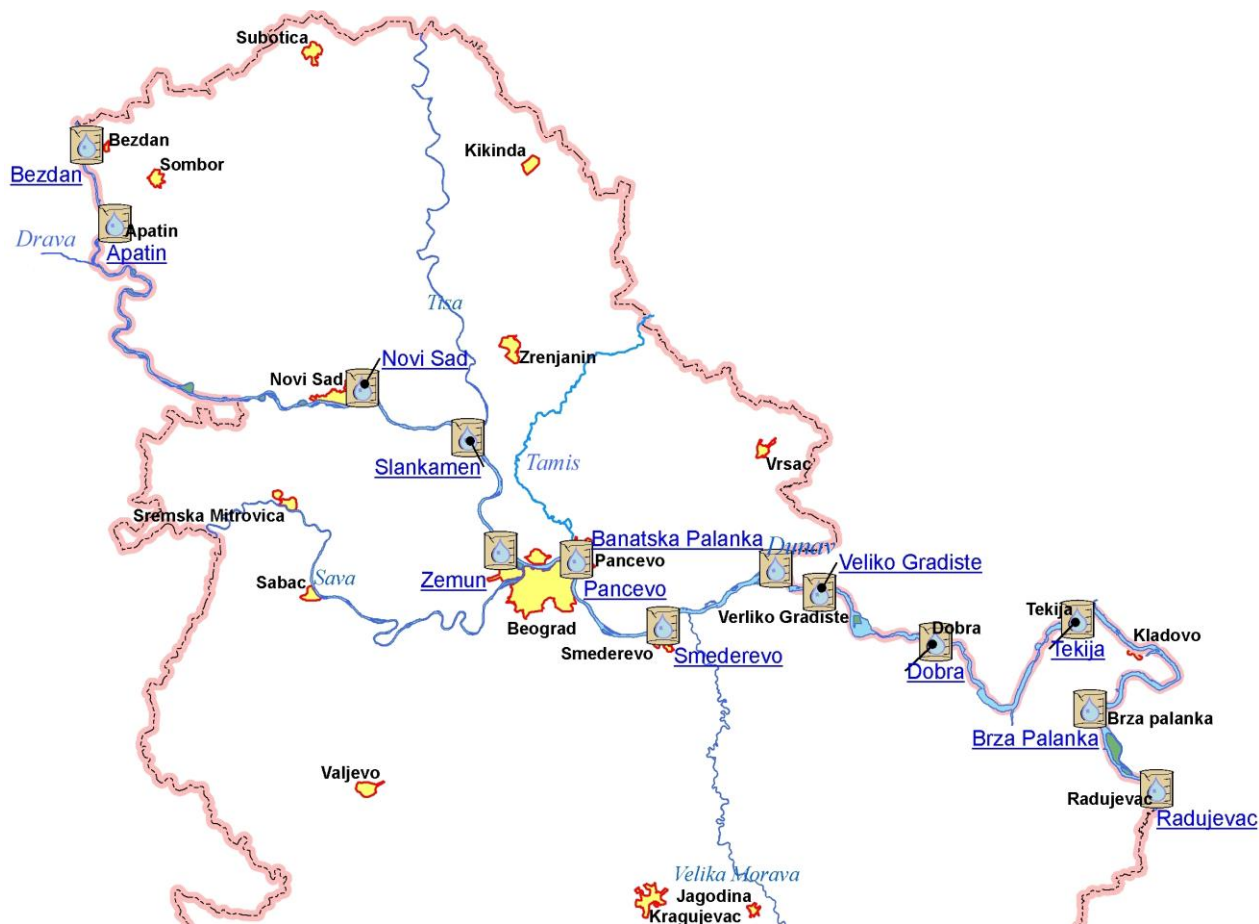 Subotica
Bezdan
Bezdan
Sombor
Kikinda
Apatin
Drava
Apatin
Tisa
Novi Sad
Zrenjanin
Novi Sad
Slankamen
Tamis
Vrsac
Sremska Mitrovica
Banatska Palanka
Dunav
Pancevo
Veliko Gradiste
Zemun
Pancevo
Sabac
Sava
Beograd
Verliko Gradiste
Tekija
Dobra
Kladovo
Smederevo
Smederevo
Tekija
Dobra
Brza palanka
Brza Palanka
Valjevo
Radujevac
Radujevac
Velika Morava
Jagodina
Kragujevac